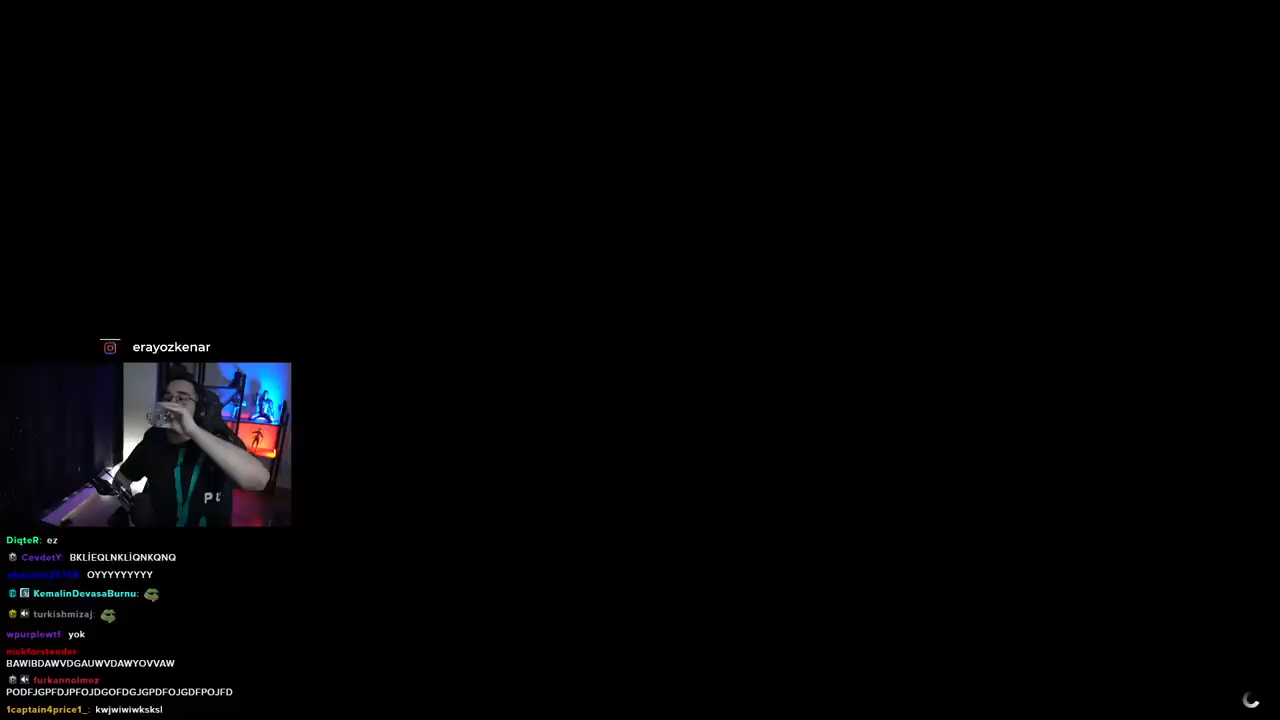 erayozkenar
DiqteR: ez
CevdetY BKLİEQLNKLİQNKQNQ
OYYYYYYYYY
KemalinDevasaBurnu:
turkishmizaj:
wpurplewtf yok
nickforstender
BAWIBDAWVDGAUWVDAWYOVVAW
furkannolmez
PODFJGPFDJPFOJDGOFDGJGPDFOJGDFPOJFD
1captain4price1_: kwjwiwiwksksl